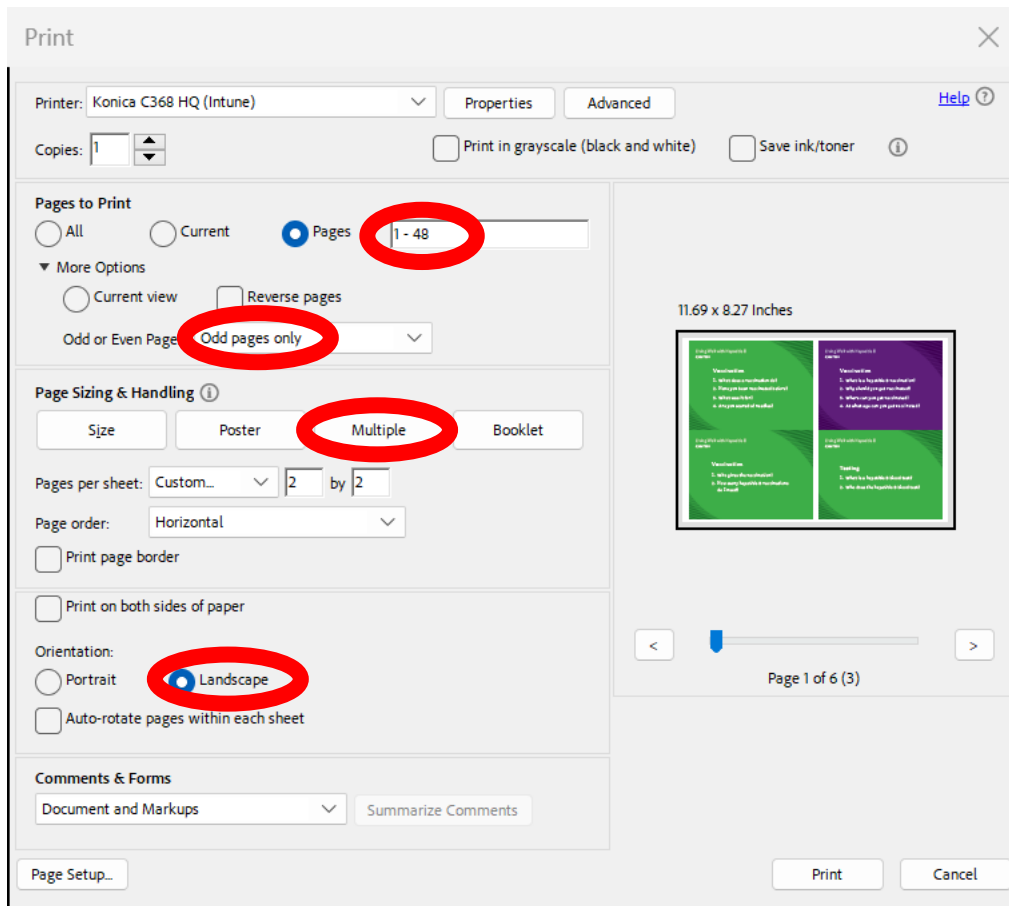 Print
Printer: Konica C368 HQ (Intune) Properties Advanced Help
Copies: 1 Print in grayscale (black and white) Save ink/toner
Pages to Print
All Current Pages 1 - 48
More Options
Current view Reverse pages
Odd or Even Page Odd pages only
11.69 x 8.27 Inches
Page Sizing & Handling
Size Poster Multiple Booklet
Pages per sheet: Custom... 2 by 2
Page order: Horizontal
Print page border
Vaccination
Vaccination
Vaccination
Testing
Print on both sides of paper
Orientation:
Portrait Landscape
Auto-rotate pages within each sheet
< >
Page 1 of 6 (3)
Comments & Forms
Document and Markups Summarize Comments
Page Setup... Print Cancel